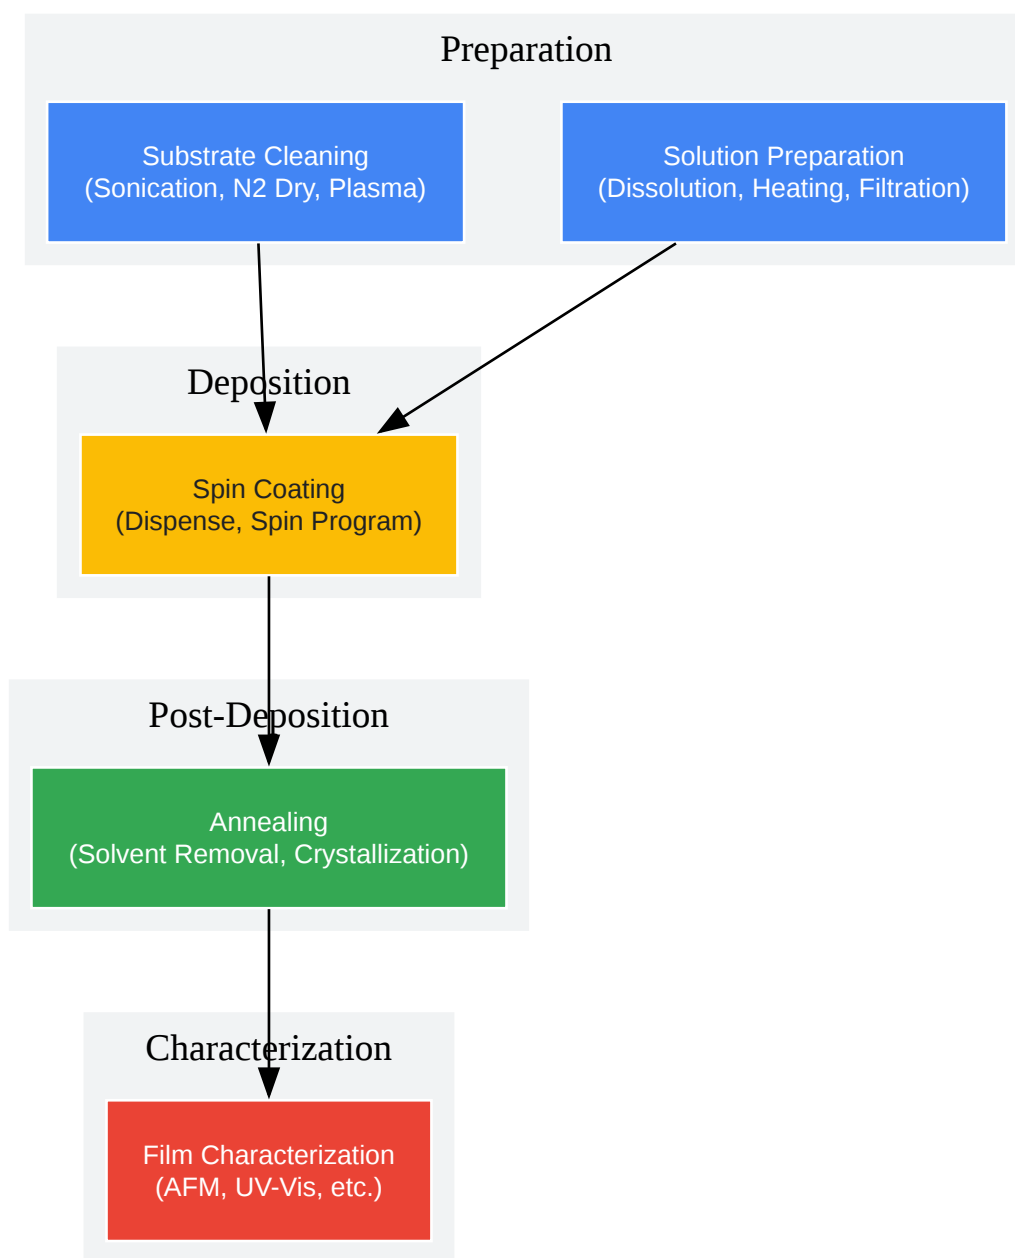 Preparation
Substrate Cleaning
(Sonication, N2 Dry, Plasma)
Solution Preparation
(Dissolution, Heating, Filtration)
Deposition
Spin Coating
(Dispense, Spin Program)
Post-Deposition
Annealing
(Solvent Removal, Crystallization)
Characterization
Film Characterization
(AFM, UV-Vis, etc.)